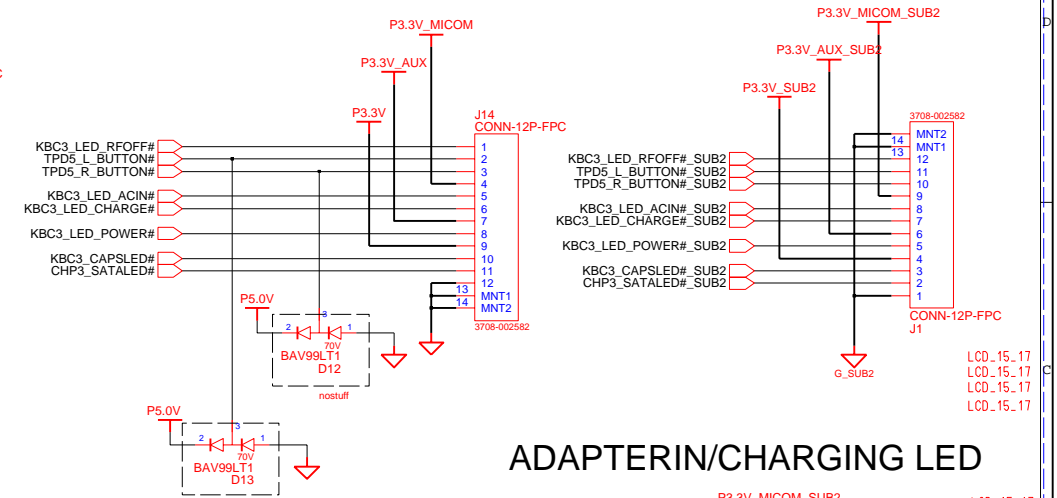 P3.3V_MICOM
P3.3V_AUX
P3.3V
J14
CONN-12P-FPC
KBC3_LED_RFOFF# 1
TPD5_L_BUTTON# 2
TPD5_R_BUTTON# 3
4
KBC3_LED_ACIN# 5
KBC3_LED_CHARGE# 6
7
KBC3_LED_POWER# 8
9
KBC3_CAPSLED# 10
CHP3_SATALED# 11
12
13 MNT1
14 MNT2
3708-002582
P5.0V
3
2 1
70V
BAV99LT1
D12
nostuff
P5.0V
3
2 1
70V
BAV99LT1
D13
P3.3V_MICOM_SUB2
P3.3V_AUX_SUB2
P3.3V_SUB2
3708-002582
MNT2
14 MNT1
13 12
KBC3_LED_RFOFF#_SUB2
TPD5_L_BUTTON#_SUB2 11
TPD5_R_BUTTON#_SUB2 10
9
KBC3_LED_ACIN#_SUB2 8
KBC3_LED_CHARGE#_SUB2 7
6
KBC3_LED_POWER#_SUB2 5
4
KBC3_CAPSLED#_SUB2 3
CHP3_SATALED#_SUB2 2
1
CONN-12P-FPC
J1
G_SUB2
LCD_15_17
LCD_15_17
LCD_15_17
LCD_15_17
D
C
ADAPTERIN/CHARGING LED
P3.3V_MICOM_SUB2